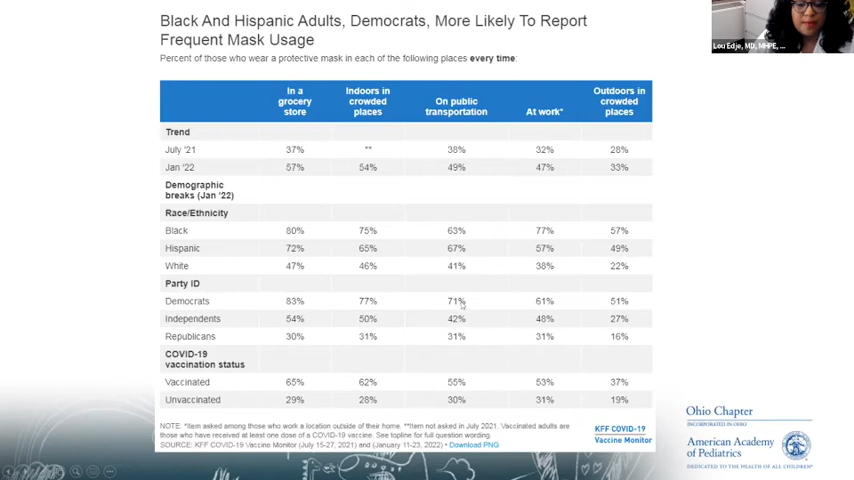 Black And Hispanic Adults, Democrats, More Likely To Report
Frequent Mask Usage
Percent of those who wear a protective mask in each of the following places every time:
In a grocery store Indoors in crowded places On public transportation At work* Outdoors in crowded places
Trend
July '21 37% ** 38% 32% 28%
Jan '22 57% 54% 49% 47% 33%
Demographic
breaks (Jan '22)
Race/Ethnicity
Black 80% 75% 63% 77% 57%
Hispanic 72% 65% 67% 57% 49%
White 47% 46% 41% 38% 22%
Party ID
Democrats 83% 77% 71% 61% 51%
Independents 54% 50% 42% 48% 27%
Republicans 30% 31% 31% 31% 16%
COVID-19
vaccination status
Vaccinated 65% 62% 55% 53% 37%
Unvaccinated 29% 28% 30% 31% 19%
NOTE: *Item asked among those who work a location outside of their home. **Item not asked in July 2021. Vaccinated adults are
those who have received at least one dose of a COVID-19 vaccine. See topline for full question wording.
SOURCE: KFF COVID-19 Vaccine Monitor (July 15-27, 2021) and (January 11-23, 2022) • Download PNG
KFF COVID-19
Vaccine Monitor
Lou Edje, MD, MHPE, ...
Ohio Chapter
INCORPORATED IN OHIO
American Academy
of Pediatrics
DEDICATED TO THE HEALTH OF ALL CHILDREN®